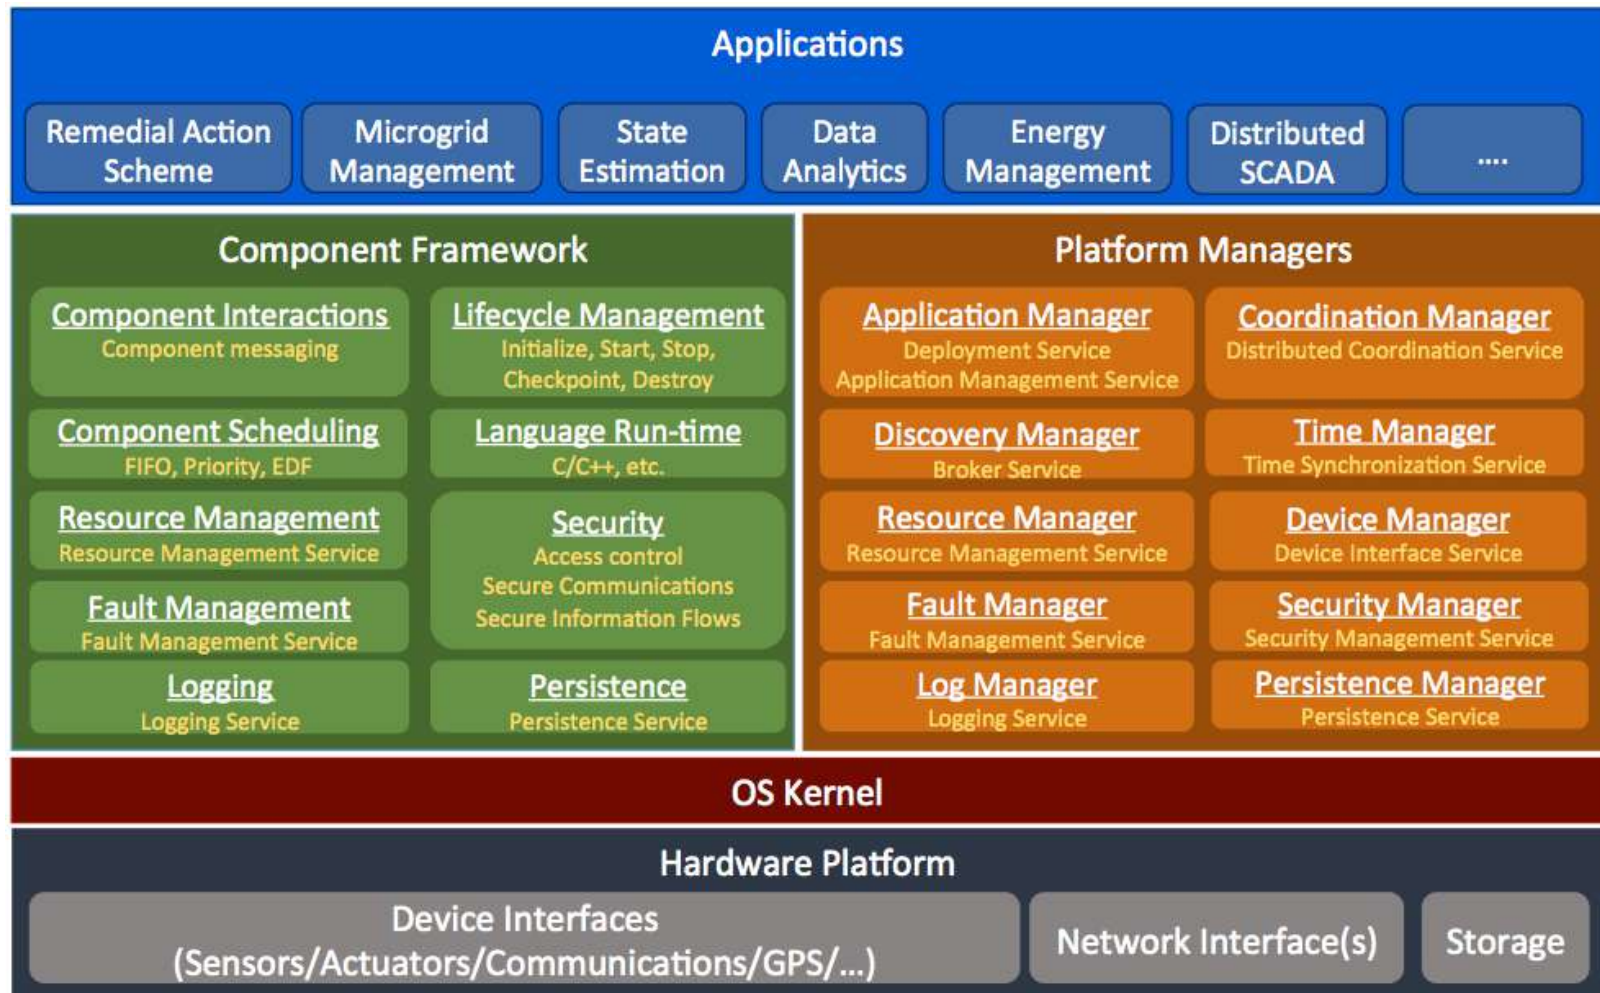 Applications
Remedial Action
Scheme
Microgrid
Management
State
Estimation
Data
Analytics
Energy
Management
Distributed
SCADA
....
Component Framework
Component Interactions
Component messaging
Lifecycle Management
Initialize, Start, Stop,
Checkpoint, Destroy
Component Scheduling
FIFO, Priority, EDF
Language Run-time
C/C++, etc.
Resource Management
Resource Management Service
Security
Access control
Secure Communications
Secure Information Flows
Fault Management
Fault Management Service
Logging
Logging Service
Persistence
Persistence Service
Platform Managers
Application Manager
Deployment Service
Application Management Service
Coordination Manager
Distributed Coordination Service
Discovery Manager
Broker Service
Time Manager
Time Synchronization Service
Resource Manager
Resource Management Service
Device Manager
Device Interface Service
Fault Manager
Fault Management Service
Security Manager
Security Management Service
Log Manager
Logging Service
Persistence Manager
Persistence Service
OS Kernel
Hardware Platform
Device Interfaces
(Sensors/Actuators/Communications/GPS/...)
Network Interface(s)
Storage